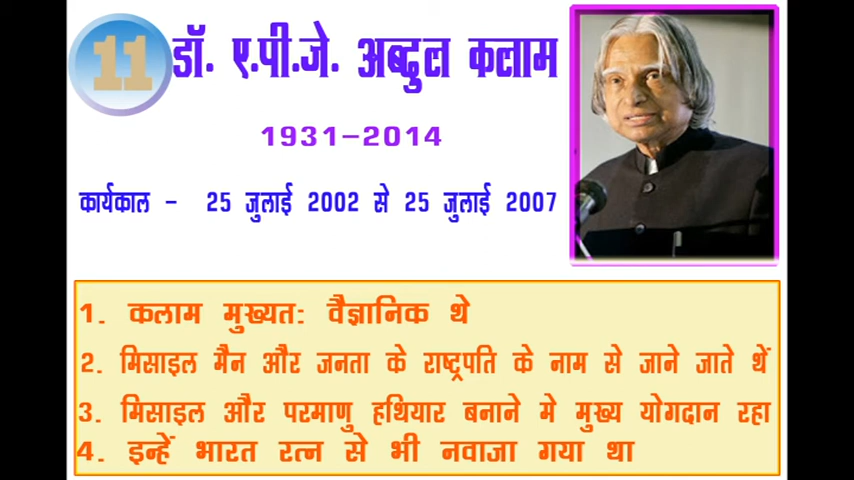 11 डॉ. ए.पी.जे. अब्दुल कलाम
1931-2014
कार्यकाल - 25 जुलाई 2002 से 25 जुलाई 2007
1. कलाम मुख्यत: वैज्ञानिक थे
2. मिसाइल मैन और जनता के राष्ट्रपति के नाम से जाने जाते थें
3. मिसाइल और परमाणु हथियार बनाने मे मुख्य योगदान रहा
4. इन्हें भारत रत्न से भी नवाजा गया था